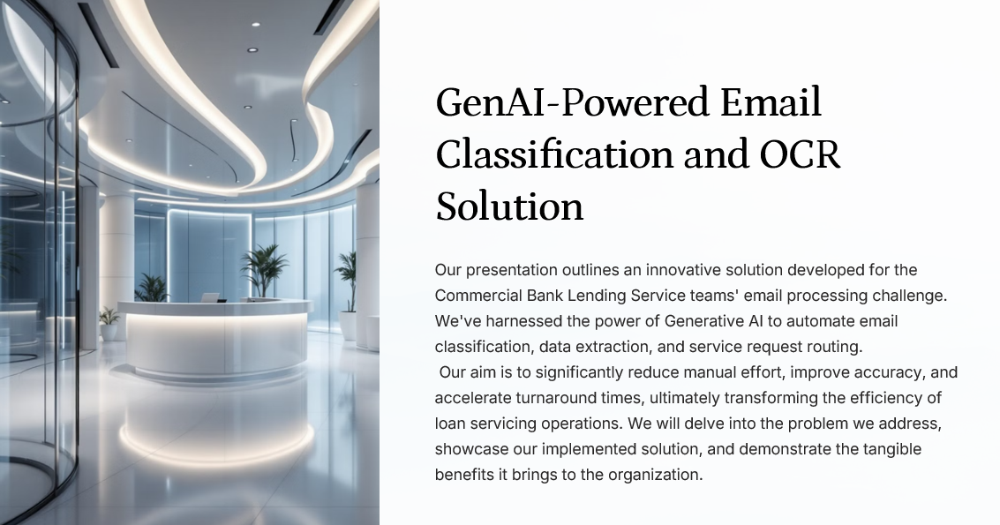 GenAI-Powered Email
Classification and OCR
Solution
Our presentation outlines an innovative solution developed for the
Commercial Bank Lending Service teams' email processing challenge.
We've harnessed the power of Generative AI to automate email
classification, data extraction, and service request routing.
Our aim is to significantly reduce manual effort, improve accuracy, and
accelerate turnaround times, ultimately transforming the efficiency of
loan servicing operations. We will delve into the problem we address,
showcase our implemented solution, and demonstrate the tangible
benefits it brings to the organization.